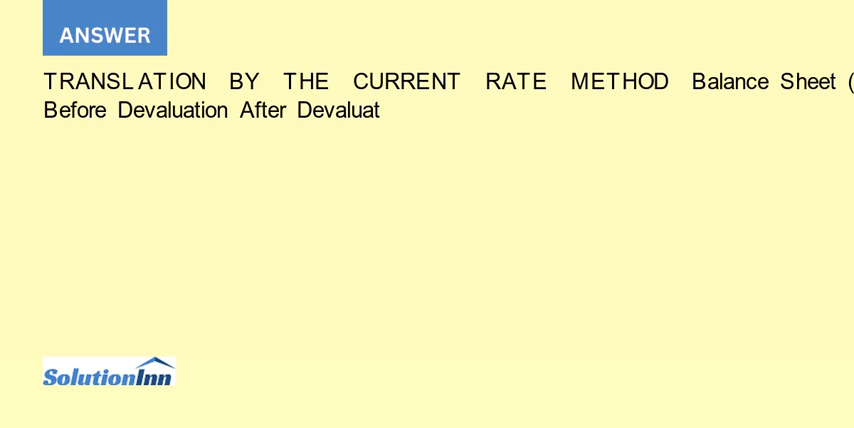 ANSWER
TRANSLATION BY THE CURRENT RATE METHOD Balance Sheet (
Before Devaluation After Devaluat
SolutionInn